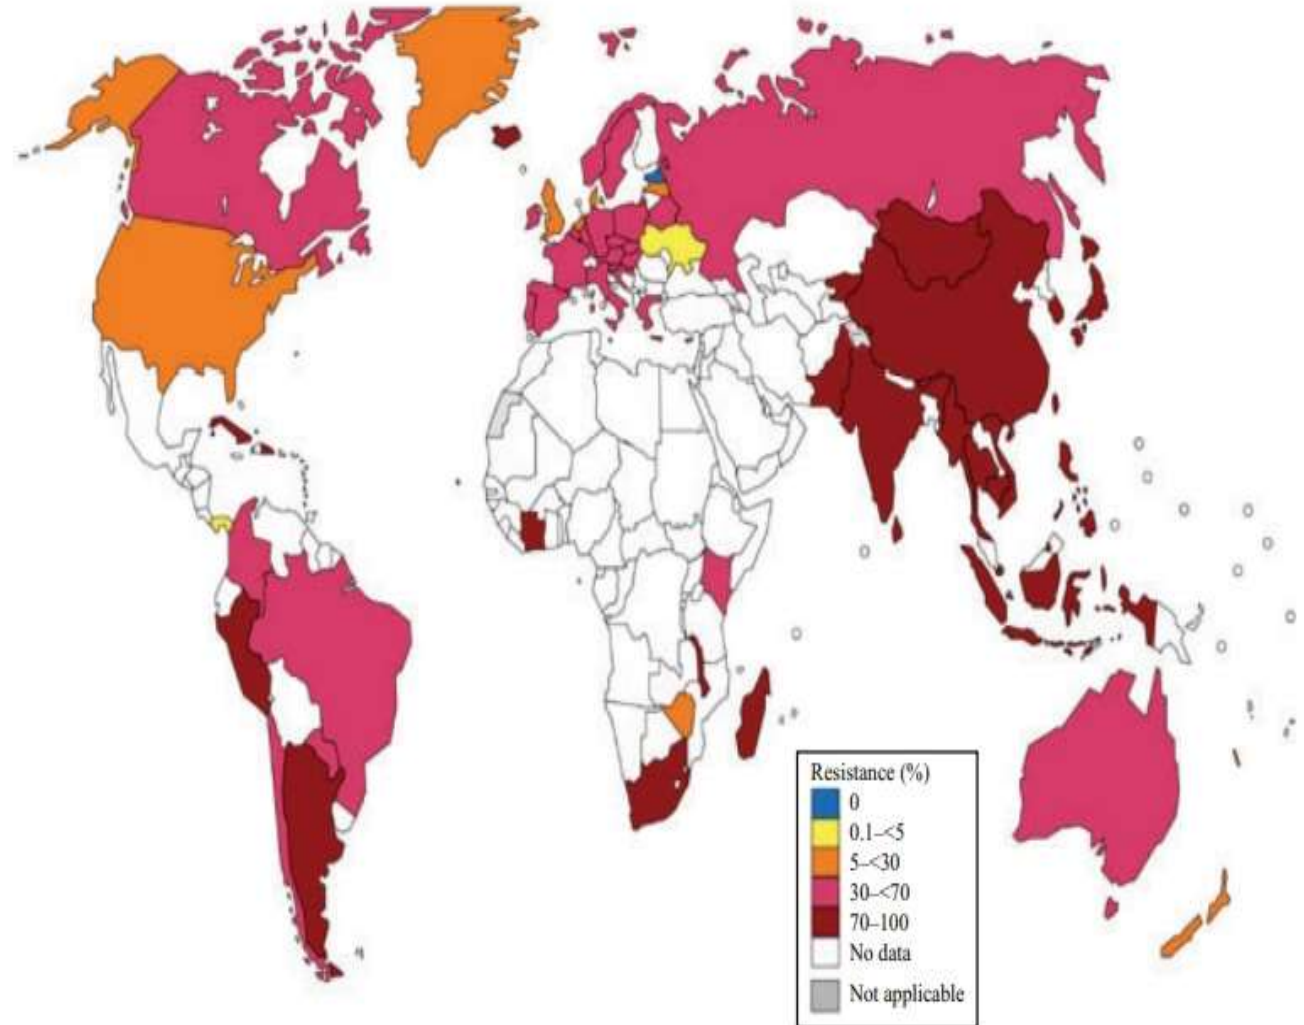 Resistance (%)
0
0.1–<5
5–<30
30–<70
70–100
No data
Not applicable